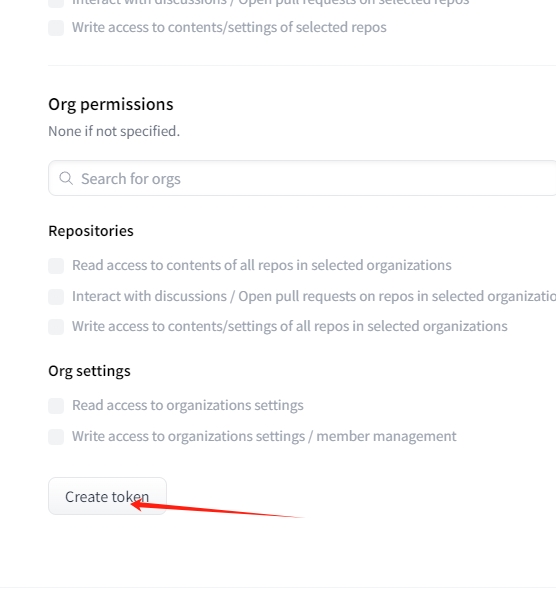 Interact with discussions / Open pull requests on selected repos
Write access to contents/settings of selected repos
Org permissions
None if not specified.
Search for orgs
Repositories
Read access to contents of all repos in selected organizations
Interact with discussions / Open pull requests on repos in selected organizatio
Write access to contents/settings of all repos in selected organizations
Org settings
Read access to organizations settings
Write access to organizations settings / member management
Create token